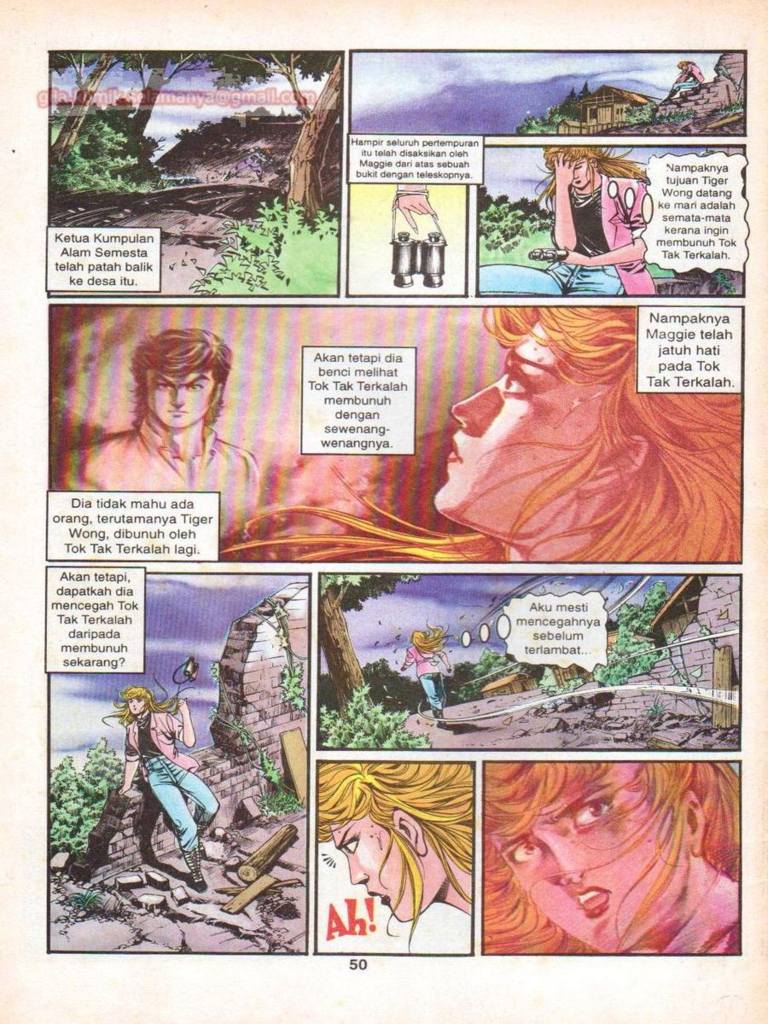 gila.komikselamanya@gmail.com
Ketua Kumpulan
Alam Semesta
telah patah balik
ke desa itu.
Hampir seluruh pertempuran
itu telah disaksikan oleh
Maggie dari atas sebuah
bukit dengan teleskopnya.
Nampaknya
tujuan Tiger
Wong datang
ke mari adalah
semata-mata
kerana ingin
membunuh Tok
Tak Terkalah.
Nampaknya
Maggie telah
jatuh hati
pada Tok
Tak Terkalah.
Akan tetapi dia
benci melihat
Tok Tak Terkalah
membunuh
dengan
sewenang-
wenangnya.
Dia tidak mahu ada
orang, terutamanya Tiger
Wong, dibunuh oleh
Tok Tak Terkalah lagi.
Akan tetapi,
dapatkah dia
mencegah Tok
Tak Terkalah
daripada
membunuh
sekarang?
Aku mesti
mencegahnya
sebelum
terlambat...
Ah!
50